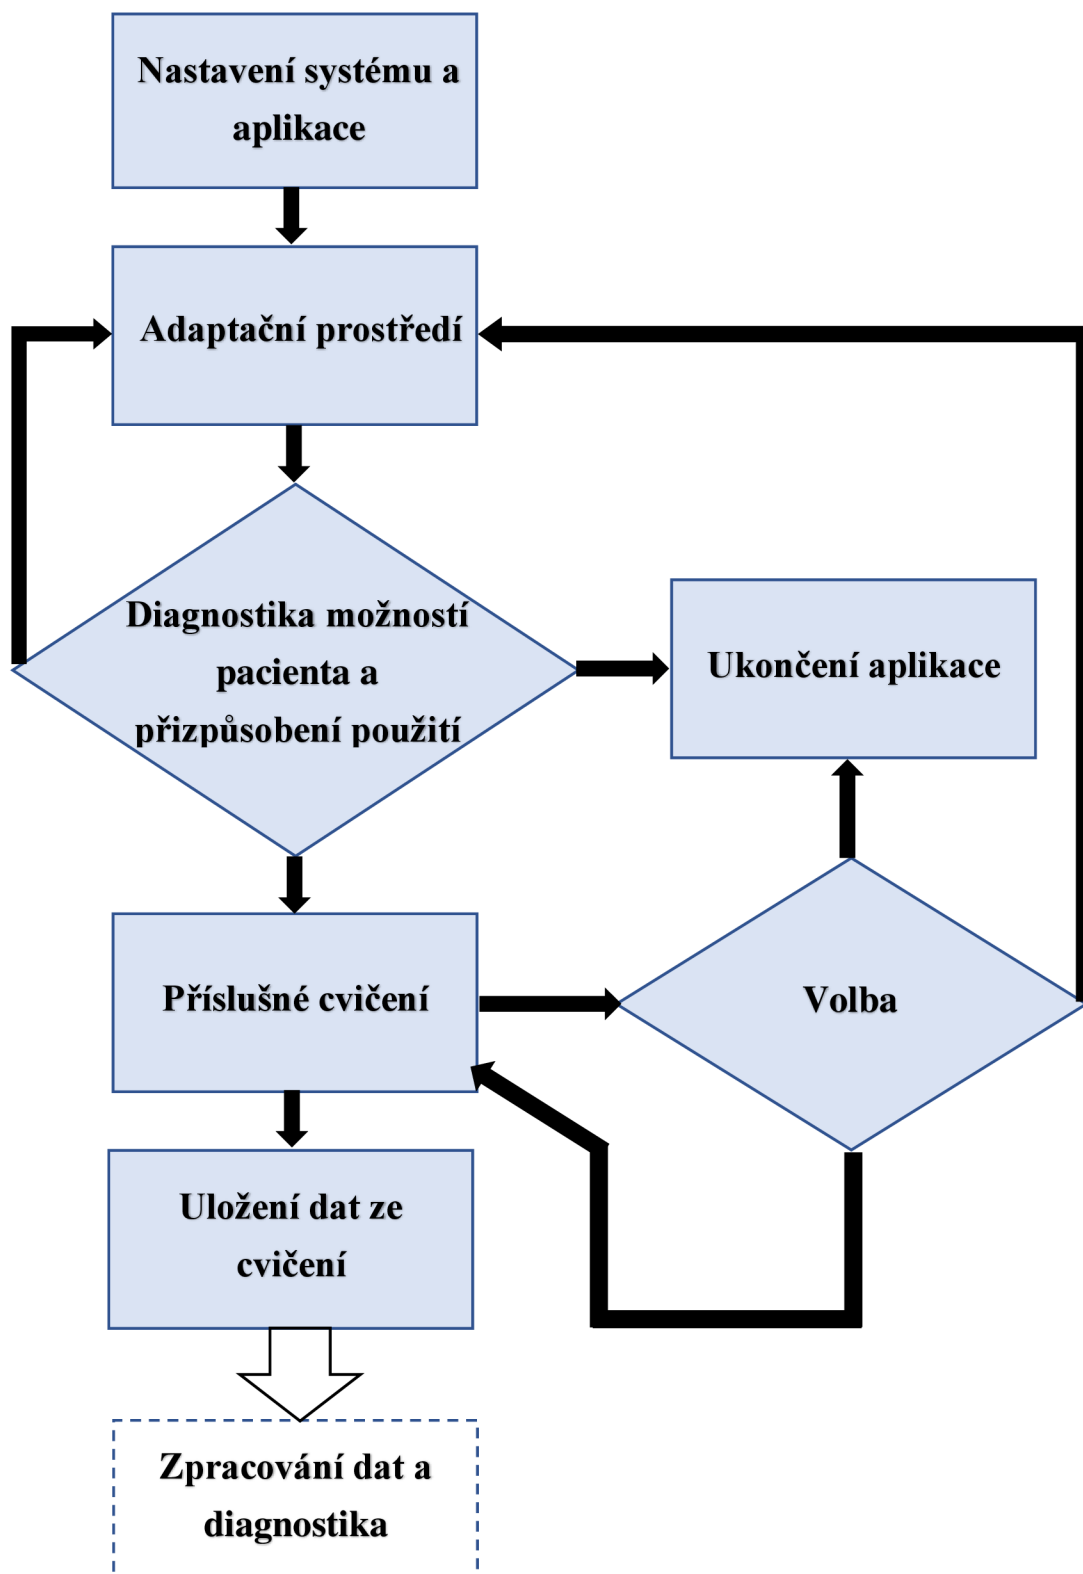 Nastavení systému a
aplikace
Adaptační prostředí
Diagnostika možností
pacienta a
přizpůsobení použití
Ukončení aplikace
Příslušné cvičení
Volba
Uložení dat ze
cvičení
Zpracování dat a
diagnostika